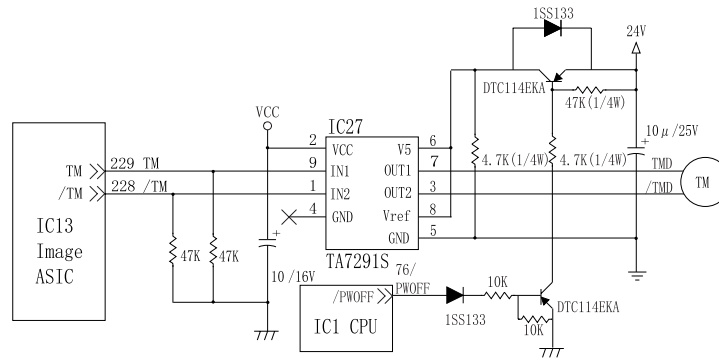 1SS133
24V
DTC114EKA
47K(1/4W)
VCC
IC27
10μ/25V
2 VCC V5 6
4.7K(1/4W) 4.7K(1/4W)
TM 229 TM 9 IN1 OUT1 7 TMD
/TM 228 /TM 1 IN2 OUT2 3 /TMD
TM
4 GND Vref 8
IC13
Image
ASIC
GND 5
47K 47K
TA7291S
10/16V
76/
/PWOFF PWOFF
10K
DTC114EKA
IC1 CPU
1SS133
10K